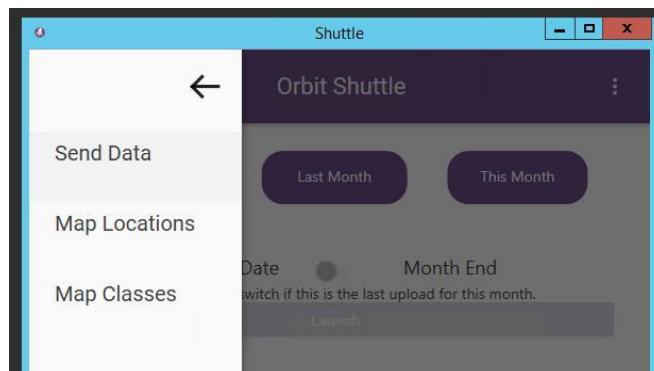 Shuttle
Orbit Shuttle
Send Data
Last Month
This Month
Map Locations
Date
Month End
Map Classes
switch if this is the last upload for this month.
Launch